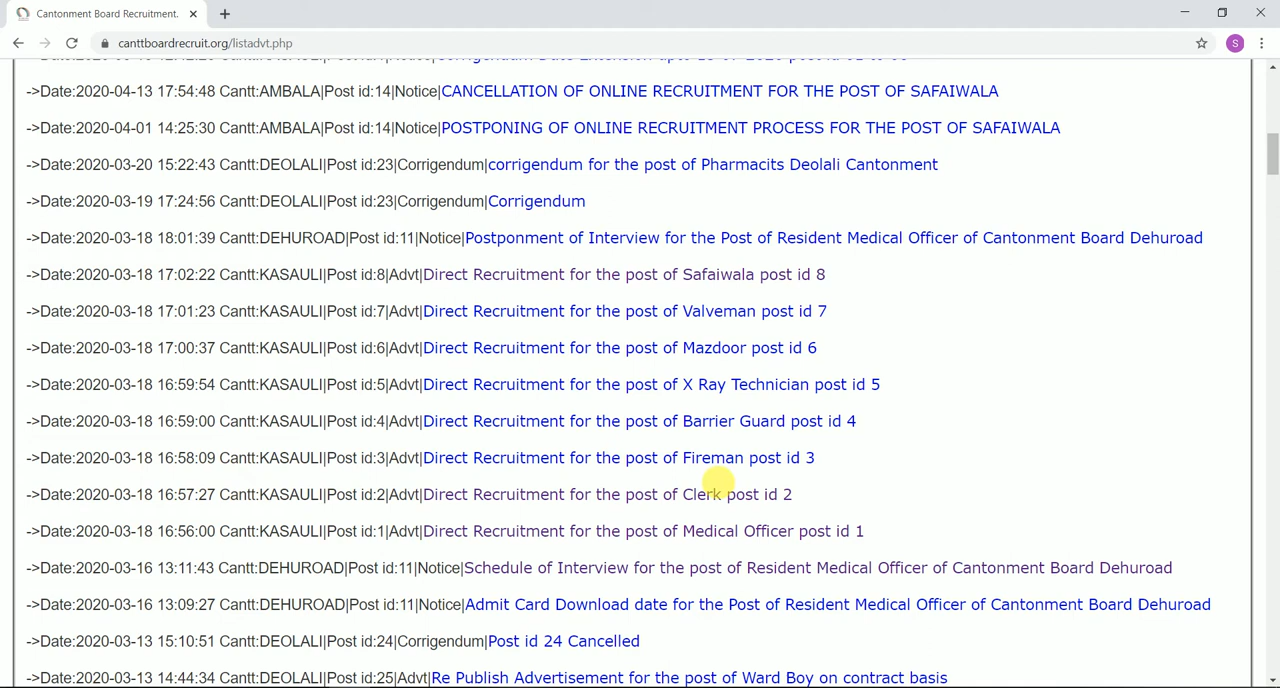 Cantonment Board Recruitment.
canttboardrecruit.org/listadvt.php
S
->Date:2020-04-13 17:54:48 Cantt:AMBALA|Post id:14|Notice|CANCELLATION OF ONLINE RECRUITMENT FOR THE POST OF SAFAIWALA
->Date:2020-04-01 14:25:30 Cantt:AMBALA|Post id:14|Notice|POSTPONING OF ONLINE RECRUITMENT PROCESS FOR THE POST OF SAFAIWALA
->Date:2020-03-20 15:22:43 Cantt:DEOLALI|Post id:23|Corrigendum|corrigendum for the post of Pharmacits Deolali Cantonment
->Date:2020-03-19 17:24:56 Cantt:DEOLALI|Post id:23|Corrigendum|Corrigendum
->Date:2020-03-18 18:01:39 Cantt:DEHUROAD|Post id:11|Notice|Postponment of Interview for the Post of Resident Medical Officer of Cantonment Board Dehuroad
->Date:2020-03-18 17:02:22 Cantt:KASAULI|Post id:8|Advt|Direct Recruitment for the post of Safaiwala post id 8
->Date:2020-03-18 17:01:23 Cantt:KASAULI|Post id:7|Advt|Direct Recruitment for the post of Valveman post id 7
->Date:2020-03-18 17:00:37 Cantt:KASAULI|Post id:6|Advt|Direct Recruitment for the post of Mazdoor post id 6
->Date:2020-03-18 16:59:54 Cantt:KASAULI|Post id:5|Advt|Direct Recruitment for the post of X Ray Technician post id 5
->Date:2020-03-18 16:59:00 Cantt:KASAULI|Post id:4|Advt|Direct Recruitment for the post of Barrier Guard post id 4
->Date:2020-03-18 16:58:09 Cantt:KASAULI|Post id:3|Advt|Direct Recruitment for the post of Fireman post id 3
->Date:2020-03-18 16:57:27 Cantt:KASAULI|Post id:2|Advt|Direct Recruitment for the post of Clerk post id 2
->Date:2020-03-18 16:56:00 Cantt:KASAULI|Post id:1|Advt|Direct Recruitment for the post of Medical Officer post id 1
->Date:2020-03-16 13:11:43 Cantt:DEHUROAD|Post id:11|Notice|Schedule of Interview for the post of Resident Medical Officer of Cantonment Board Dehuroad
->Date:2020-03-16 13:09:27 Cantt:DEHUROAD|Post id:11|Notice|Admit Card Download date for the Post of Resident Medical Officer of Cantonment Board Dehuroad
->Date:2020-03-13 15:10:51 Cantt:DEOLALI|Post id:24|Corrigendum|Post id 24 Cancelled
->Date:2020-03-13 14:44:34 Cantt:DEOLALI|Post id:25|Advt|Re Publish Advertisement for the post of Ward Boy on contract basis